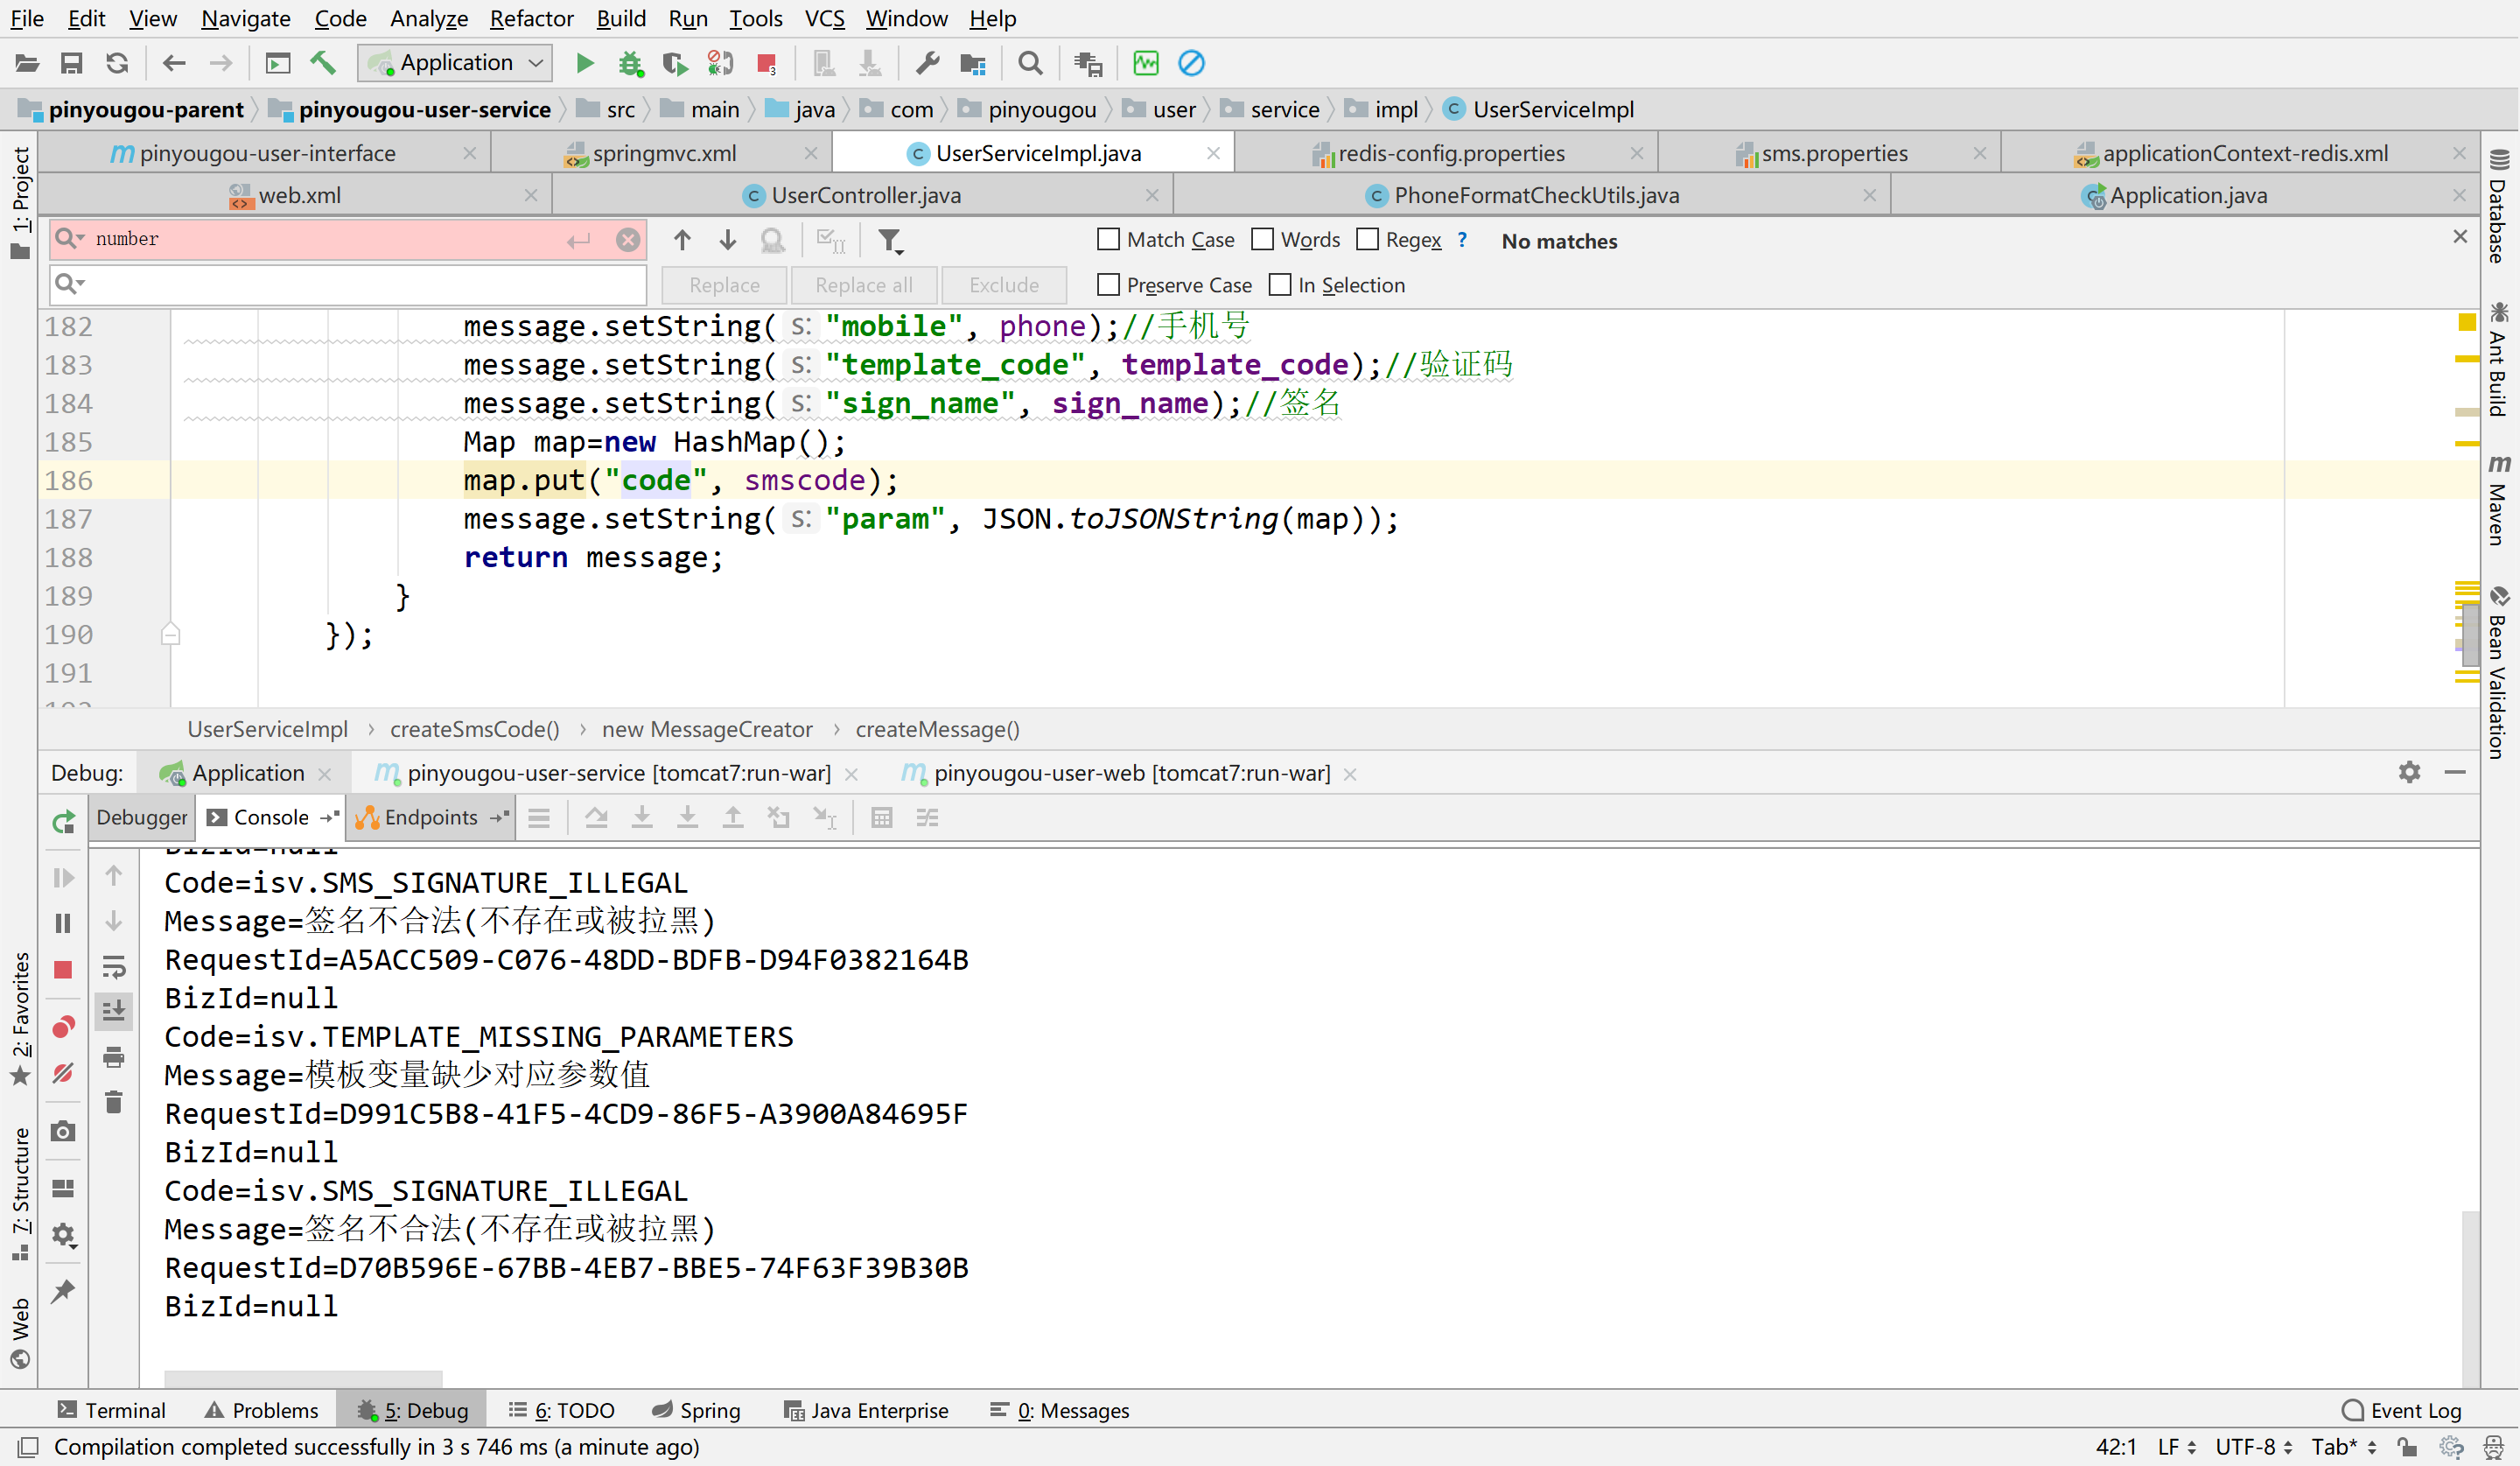 File Edit View Navigate Code Analyze Refactor Build Run Tools VCS Window Help
Application
pinyougou-parent pinyougou-user-service src main java com pinyougou user service impl UserServiceImpl
pinyougou-user-interface springmvc.xml UserServiceImpl.java redis-config.properties sms.properties applicationContext-redis.xml
web.xml UserController.java PhoneFormatCheckUtils.java Application.java
number Match Case Words Regex ? No matches
Replace Replace all Exclude Preserve Case In Selection
182 message.setString( s: "mobile", phone);//手机号
183 message.setString( s: "template_code", template_code);//验证码
184 message.setString( s: "sign_name", sign_name);//签名
185 Map map=new HashMap();
186 map.put("code", smscode);
187 message.setString( s: "param", JSON.toJSONString(map));
188 return message;
189 }
190 });
191
192
UserServiceImpl › createSmsCode() › new MessageCreator › createMessage()
Debug: Application pinyougou-user-service [tomcat7:run-war] pinyougou-user-web [tomcat7:run-war]
Debugger Console Endpoints
BizId=null
Code=isv.SMS_SIGNATURE_ILLEGAL
Message=签名不合法(不存在或被拉黑)
RequestId=A5ACC509-C076-48DD-BDFB-D94F0382164B
BizId=null
Code=isv.TEMPLATE_MISSING_PARAMETERS
Message=模板变量缺少对应参数值
RequestId=D991C5B8-41F5-4CD9-86F5-A3900A84695F
BizId=null
Code=isv.SMS_SIGNATURE_ILLEGAL
Message=签名不合法(不存在或被拉黑)
RequestId=D70B596E-67BB-4EB7-BBE5-74F63F39B30B
BizId=null
1: Project
2: Favorites
7: Structure
Web
Database
Ant Build
Maven
Bean Validation
Terminal Problems 5: Debug 6: TODO Spring Java Enterprise 0: Messages Event Log
Compilation completed successfully in 3 s 746 ms (a minute ago) 42:1 LF UTF-8 Tab*